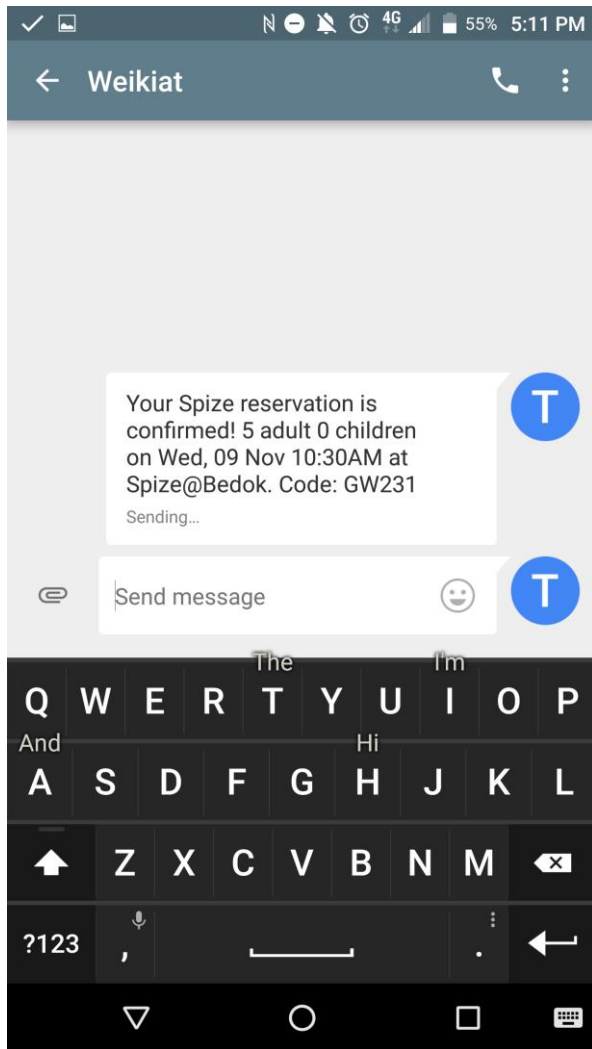 4G 55% 5:11 PM
Weikiat
Your Spize reservation is
confirmed! 5 adult 0 children
on Wed, 09 Nov 10:30AM at
Spize@Bedok. Code: GW231
Sending...
T
Send message
T
The I'm
Q W E R T Y U I O P
And Hi
A S D F G H J K L
Z X C V B N M
?123 , .